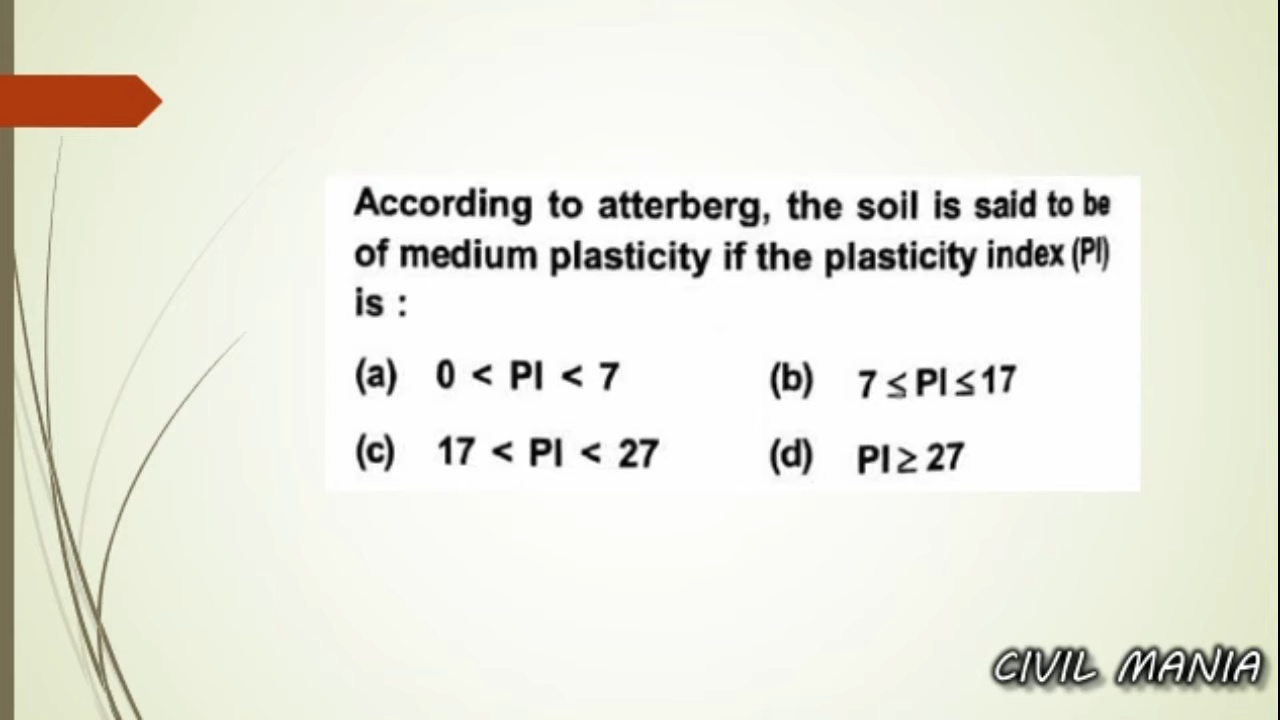 According to atterberg, the soil is said to be
of medium plasticity if the plasticity index (PI)
is :
(a) 0 < PI < 7 (b) 7 ≤ PI ≤ 17
(c) 17 < PI < 27 (d) PI ≥ 27
CIVIL MANIA